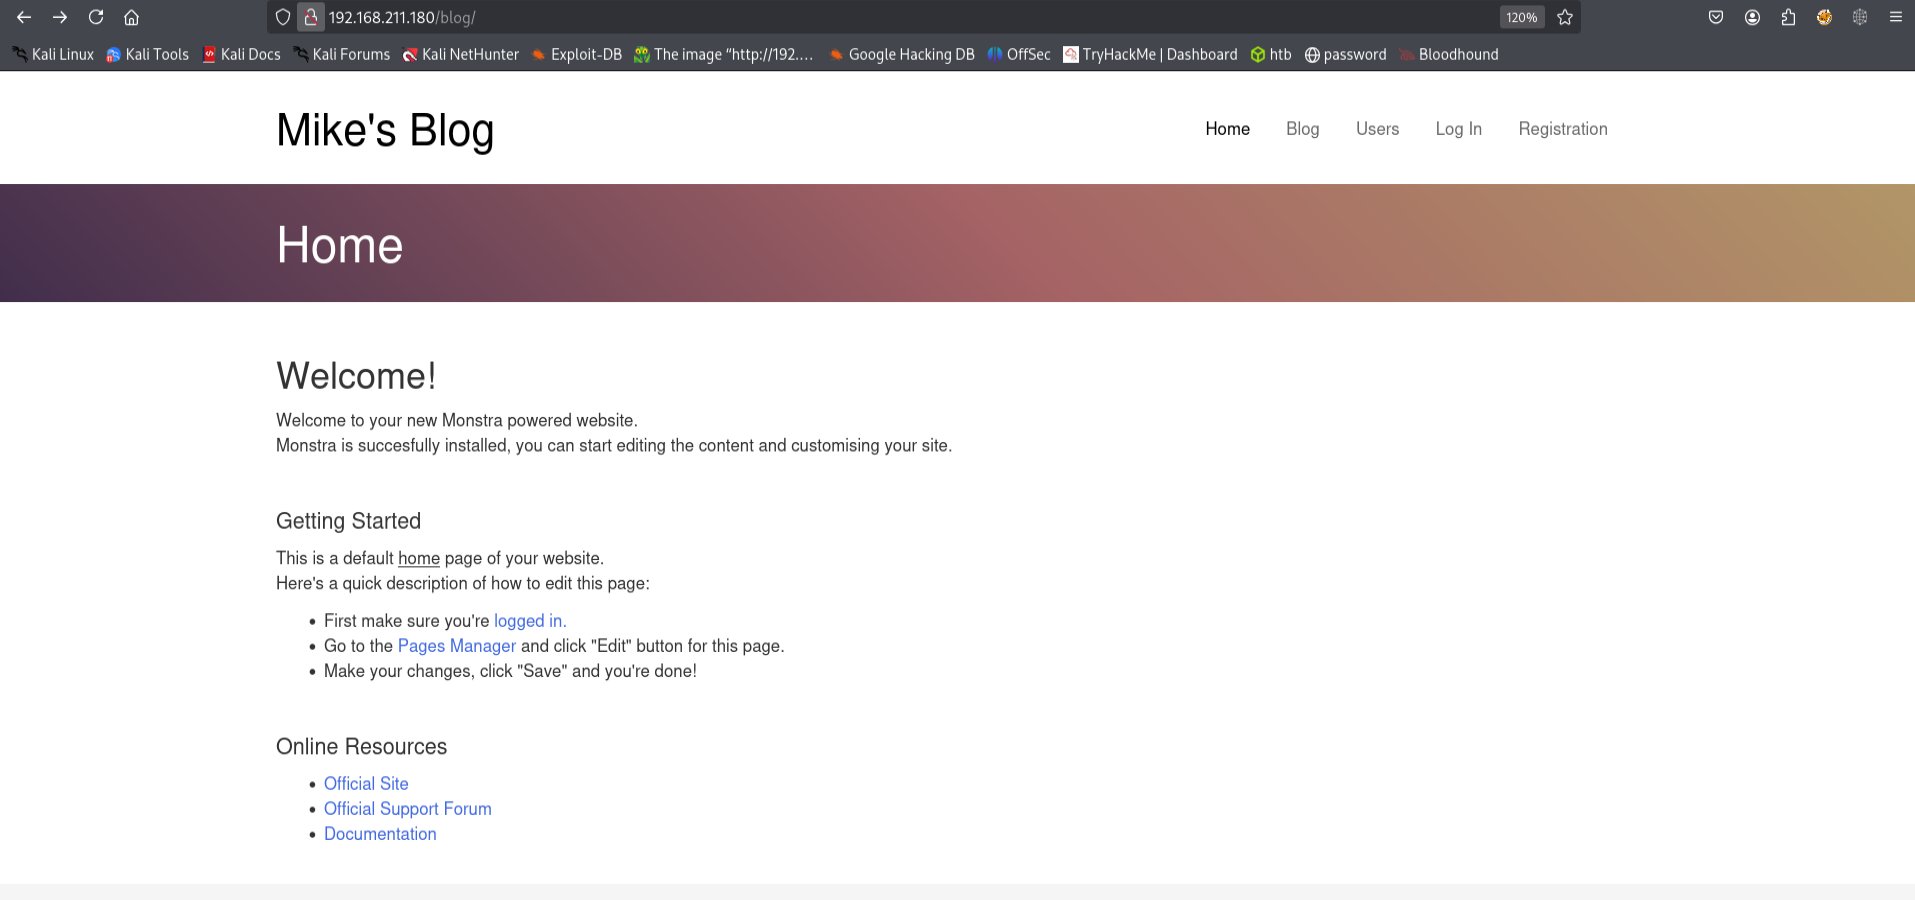 192.168.211.180/blog/
120%
Kali Linux Kali Tools Kali Docs Kali Forums Kali NetHunter Exploit-DB The image “http://192.… Google Hacking DB OffSec TryHackMe | Dashboard htb password Bloodhound
Mike's Blog
Home Blog Users Log In Registration
Home
Welcome!
Welcome to your new Monstra powered website.
Monstra is succesfully installed, you can start editing the content and customising your site.
Getting Started
This is a default home page of your website.
Here's a quick description of how to edit this page:
• First make sure you're logged in.
• Go to the Pages Manager and click "Edit" button for this page.
• Make your changes, click "Save" and you're done!
Online Resources
• Official Site
• Official Support Forum
• Documentation